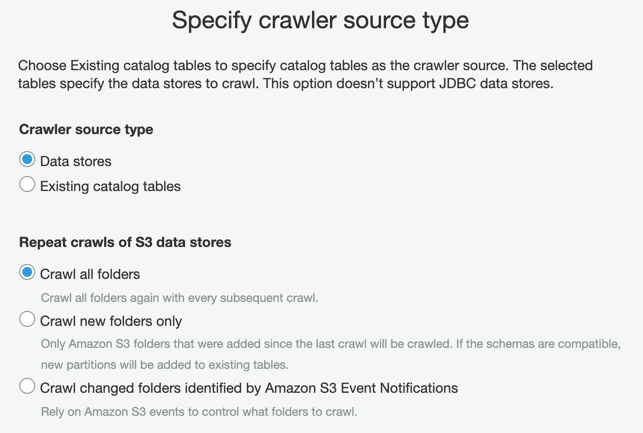 Specify crawler source type
Choose Existing catalog tables to specify catalog tables as the crawler source. The selected
tables specify the data stores to crawl. This option doesn’t support JDBC data stores.
Crawler source type
Data stores
Existing catalog tables
Repeat crawls of S3 data stores
Crawl all folders
Crawl all folders again with every subsequent crawl.
Crawl new folders only
Only Amazon S3 folders that were added since the last crawl will be crawled. If the schemas are compatible,
new partitions will be added to existing tables.
Crawl changed folders identified by Amazon S3 Event Notifications
Rely on Amazon S3 events to control what folders to crawl.